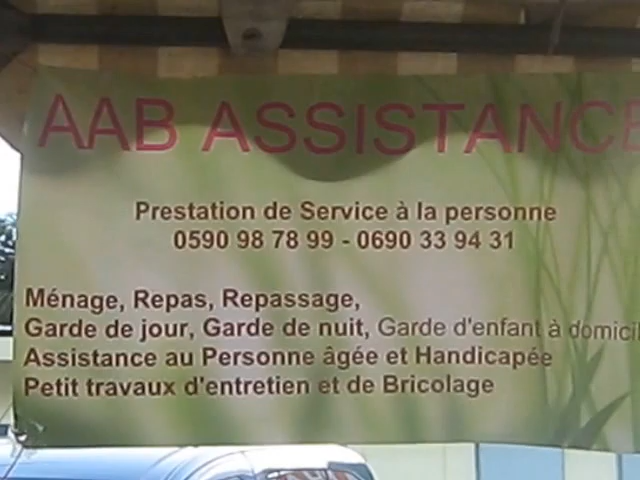 AAB ASSISTANCE
Prestation de Service à la personne
0590 98 78 99 - 0690 33 94 31
Ménage, Repas, Repassage,
Garde de jour, Garde de nuit, Garde d'enfant à domicil
Assistance au Personne âgée et Handicapée
Petit travaux d'entretien et de Bricolage